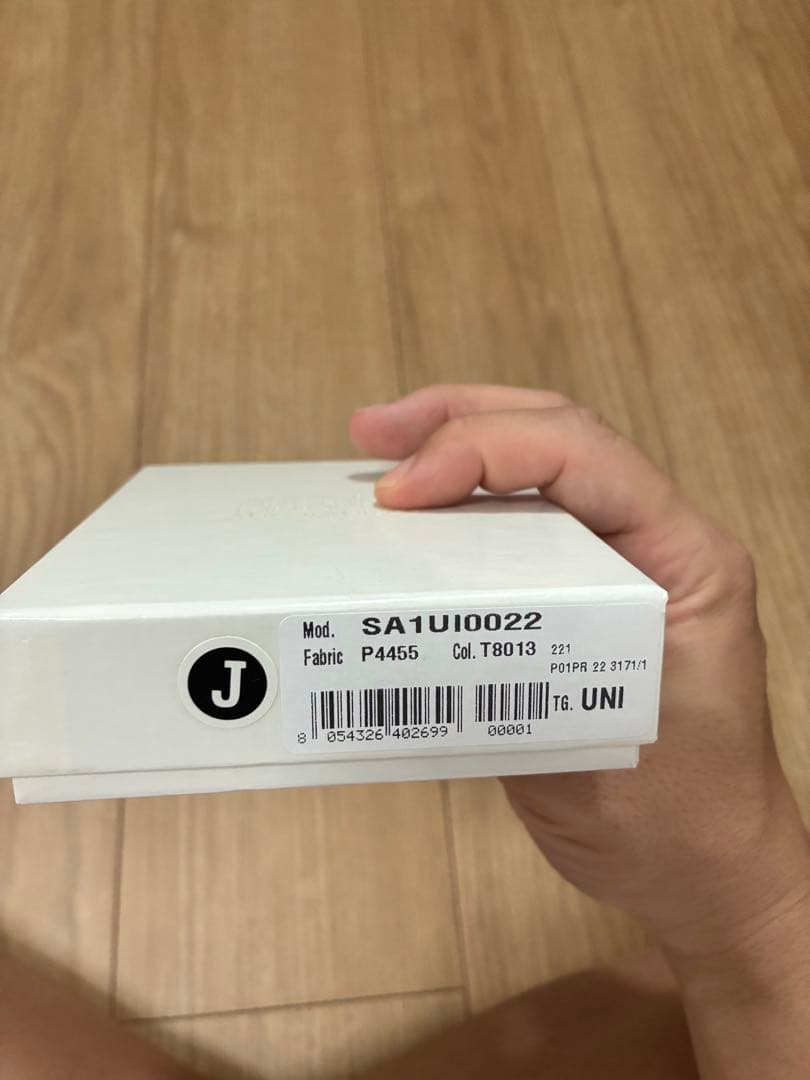 J
Mod. SA1UI0022
Fabric P4455 Col. T8013 221
P01PR 22 3171/1
TG. UNI
8 054326 402699 00001